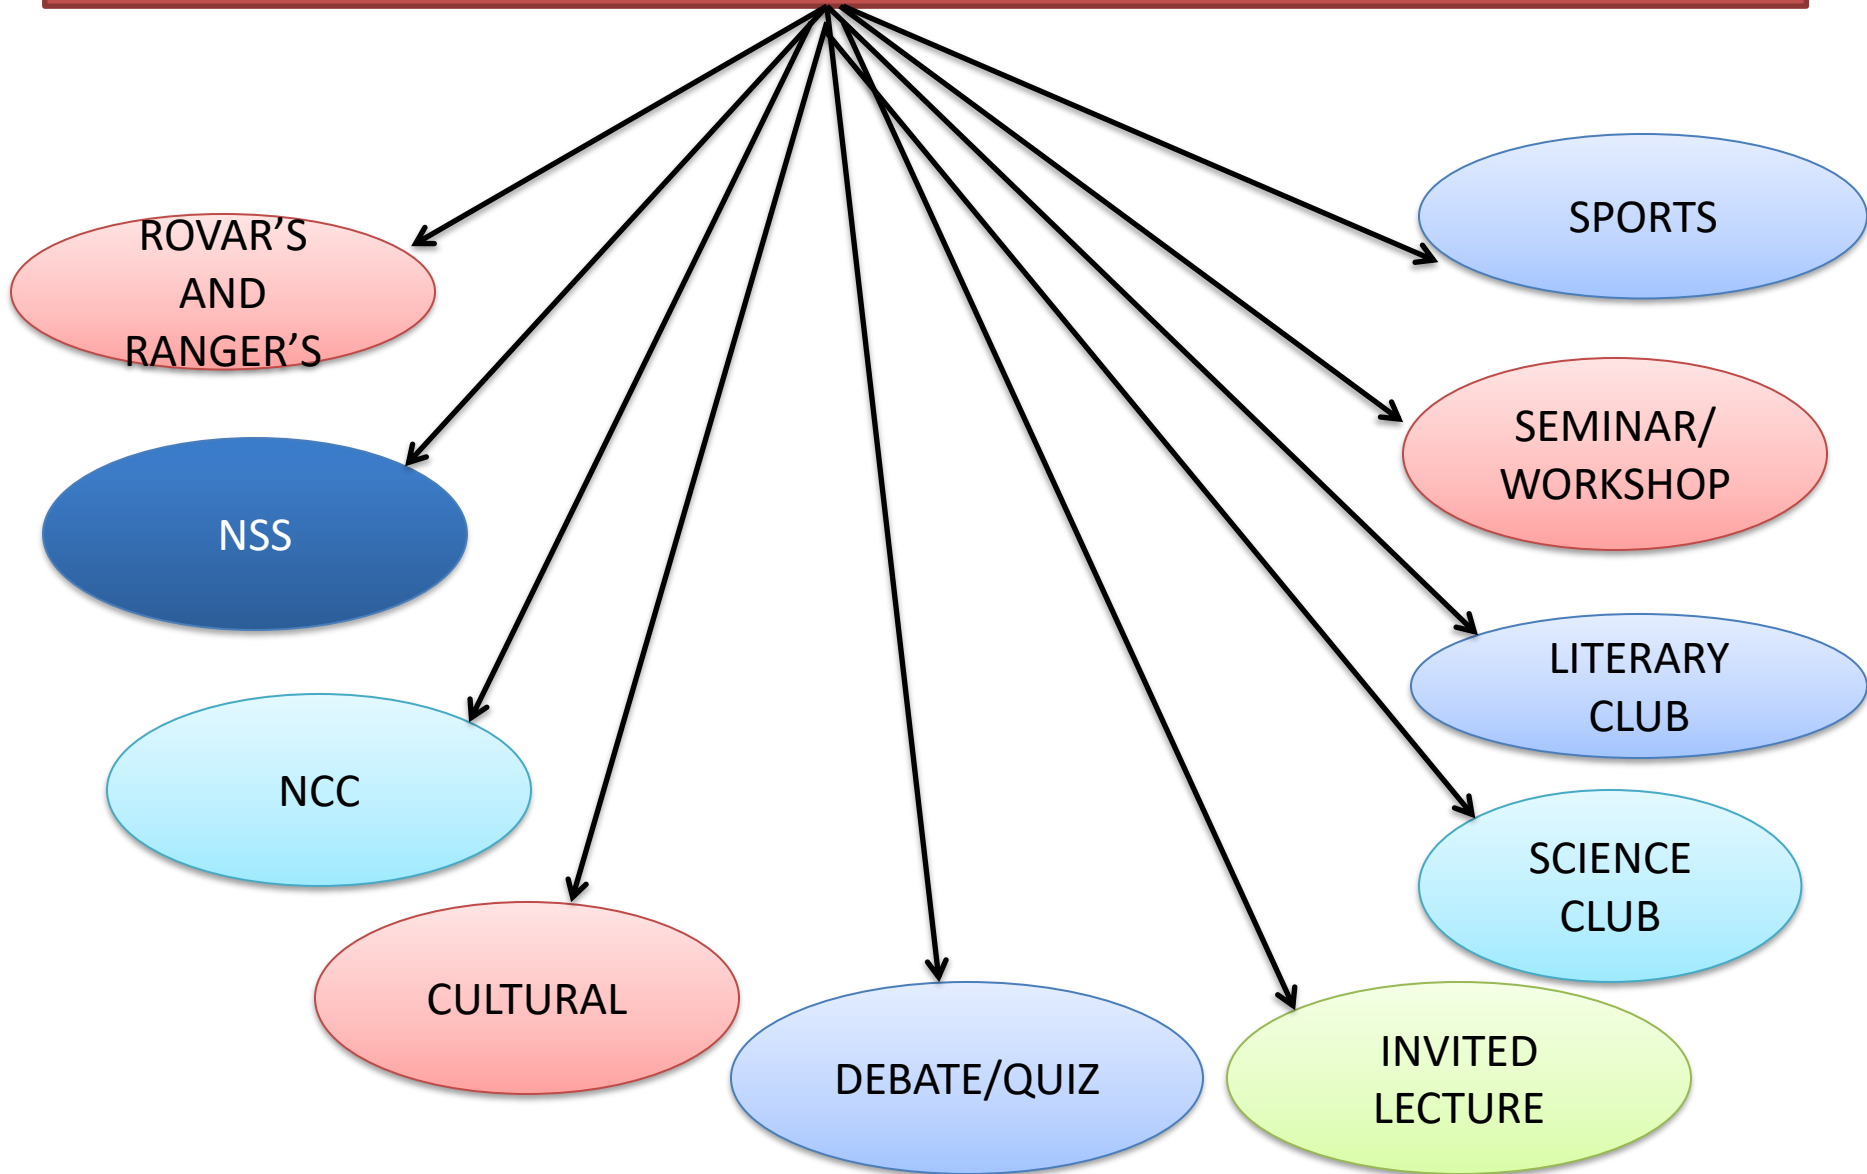 SPORTS
ROVAR’S
AND
RANGER’S
SEMINAR/
WORKSHOP
NSS
LITERARY
CLUB
NCC
SCIENCE
CLUB
CULTURAL
DEBATE/QUIZ
INVITED
LECTURE